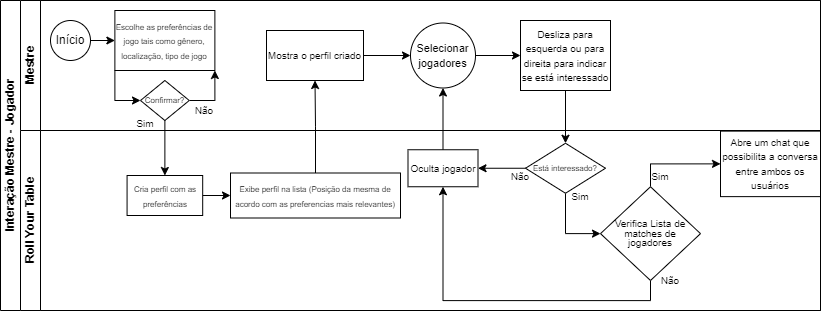 Interação Mestre - Jogador
Mestre
Início
Escolhe as preferências de
jogo tais como gênero,
localização, tipo de jogo
Confirmar?
Não
Sim
Mostra o perfil criado
Selecionar
jogadores
Desliza para
esquerda ou para
direita para indicar
se está interessado
Roll Your Table
Cria perfil com as
preferências
Exibe perfil na lista (Posição da mesma de
acordo com as preferencias mais relevantes)
Oculta jogador
Está interessado?
Não
Sim
Verifica Lista de
matches de
jogadores
Sim
Não
Abre um chat que
possibilita a conversa
entre ambos os
usuários